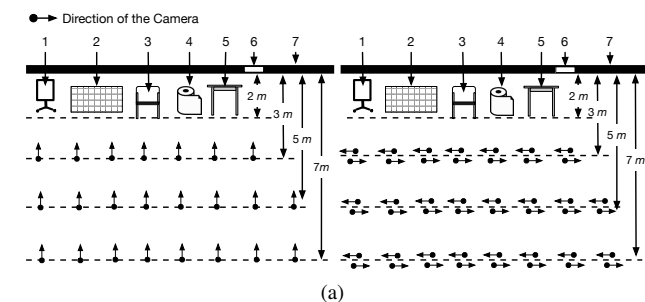 Direction of the Camera
1 2 3 4 5 6 7 1 2 3 4 5 6 7
2 m 2 m
3 m 3 m
5 m 5 m
7m 7 m
(a)